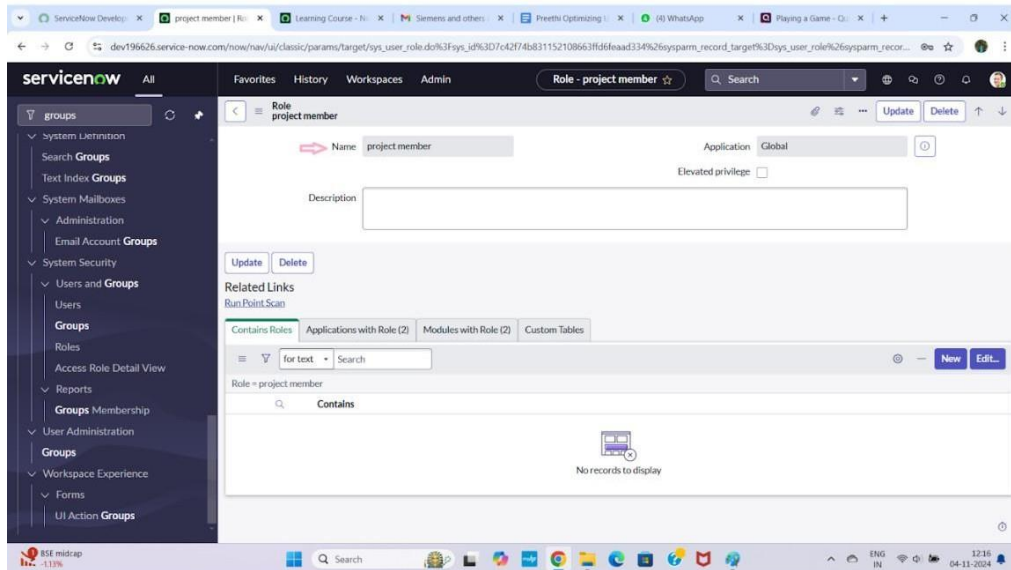 ServiceNow Develop
project member | Ro
Learning Course - No
Siemens and others
Preethi Optimizing U
(4) WhatsApp
Playing a Game - Qu
dev196626.service-now.com/now/nav/ui/classic/params/target/sys_user_role.do%3Fsys_id%3D7c42f74b831152108663ffd6feaad334%26sysparm_record_target%3Dsys_user_role%26sysparm_recor...
servicenow All Favorites History Workspaces Admin Role - project member Search
groups
System Definition
Search Groups
Text Index Groups
System Mailboxes
Administration
Email Account Groups
System Security
Users and Groups
Users
Groups
Roles
Access Role Detail View
Reports
Groups Membership
User Administration
Groups
Workspace Experience
Forms
UI Action Groups
Role
project member
Update Delete
Name project member Application Global
Elevated privilege
Description
Update Delete
Related Links
Run Point Scan
Contains Roles Applications with Role (2) Modules with Role (2) Custom Tables
for text Search New Edit...
Role = project member
Contains
No records to display
BSE midcap
-1.13%
Search
ENG
IN
12:16
04-11-2024